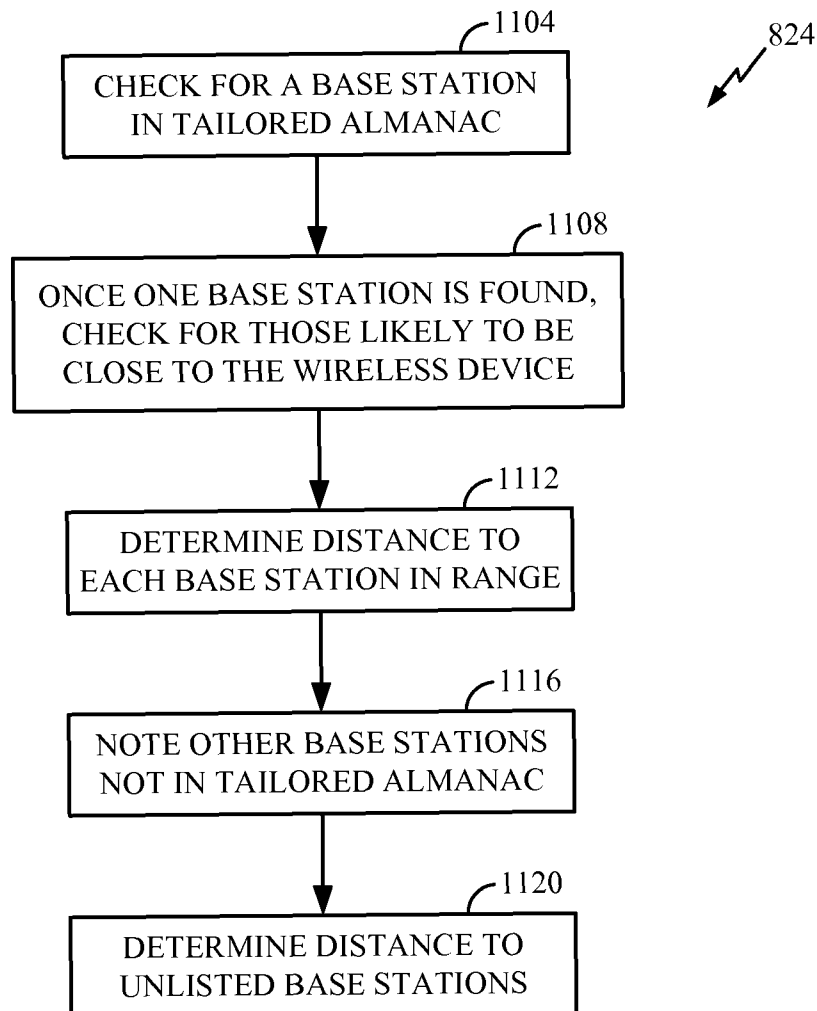 1104
824
CHECK FOR A BASE STATION
IN TAILORED ALMANAC
1108
ONCE ONE BASE STATION IS FOUND,
CHECK FOR THOSE LIKELY TO BE
CLOSE TO THE WIRELESS DEVICE
1112
DETERMINE DISTANCE TO
EACH BASE STATION IN RANGE
1116
NOTE OTHER BASE STATIONS
NOT IN TAILORED ALMANAC
1120
DETERMINE DISTANCE TO
UNLISTED BASE STATIONS